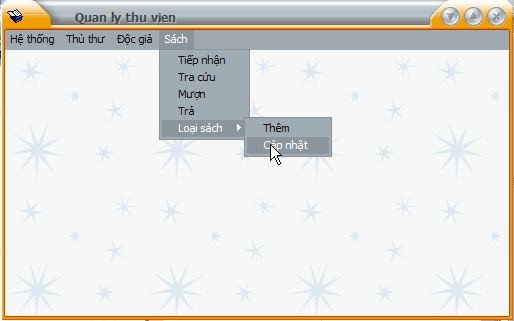 Quan ly thu vien
Hệ thống Thủ thư Độc giả Sách
Tiếp nhận
Tra cứu
Mượn
Trả
Loại sách
Thêm
Cập nhật